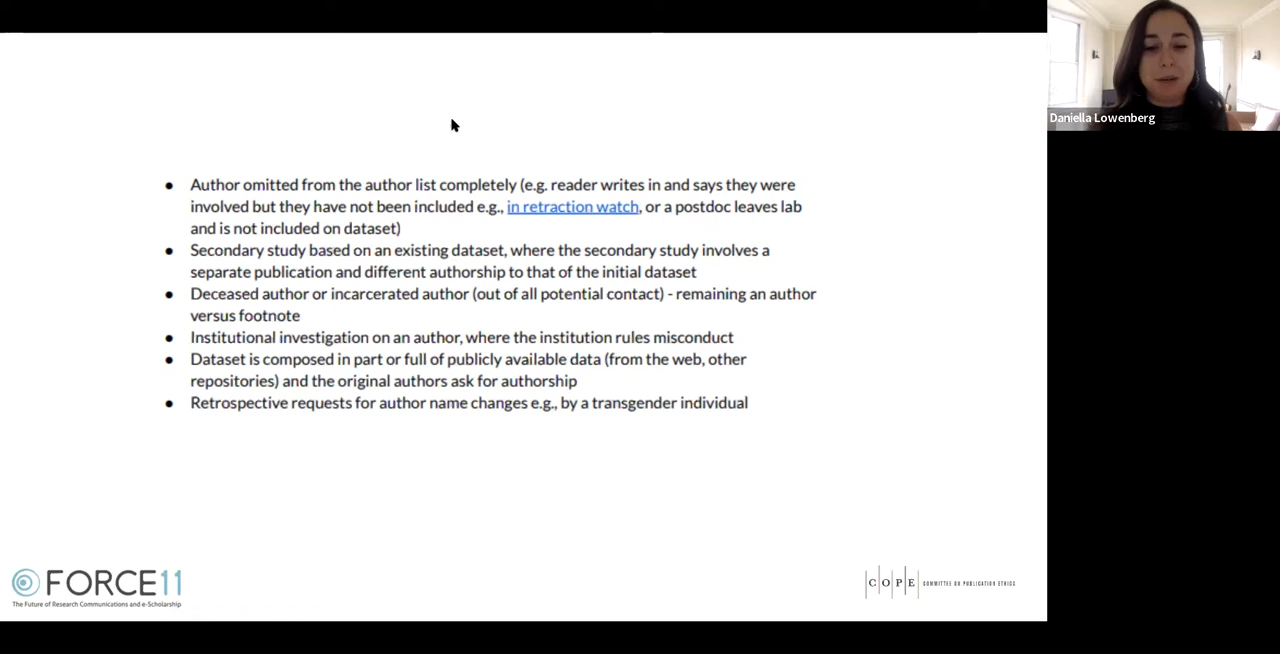 Daniella Lowenberg
● Author omitted from the author list completely (e.g. reader writes in and says they were
involved but they have not been included e.g., in retraction watch, or a postdoc leaves lab
and is not included on dataset)
● Secondary study based on an existing dataset, where the secondary study involves a
separate publication and different authorship to that of the initial dataset
● Deceased author or incarcerated author (out of all potential contact) - remaining an author
versus footnote
● Institutional investigation on an author, where the institution rules misconduct
● Dataset is composed in part or full of publicly available data (from the web, other
repositories) and the original authors ask for authorship
● Retrospective requests for author name changes e.g., by a transgender individual
FORCE11
The Future of Research Communications and e-Scholarship
COPE COMMITTEE ON PUBLICATION ETHICS